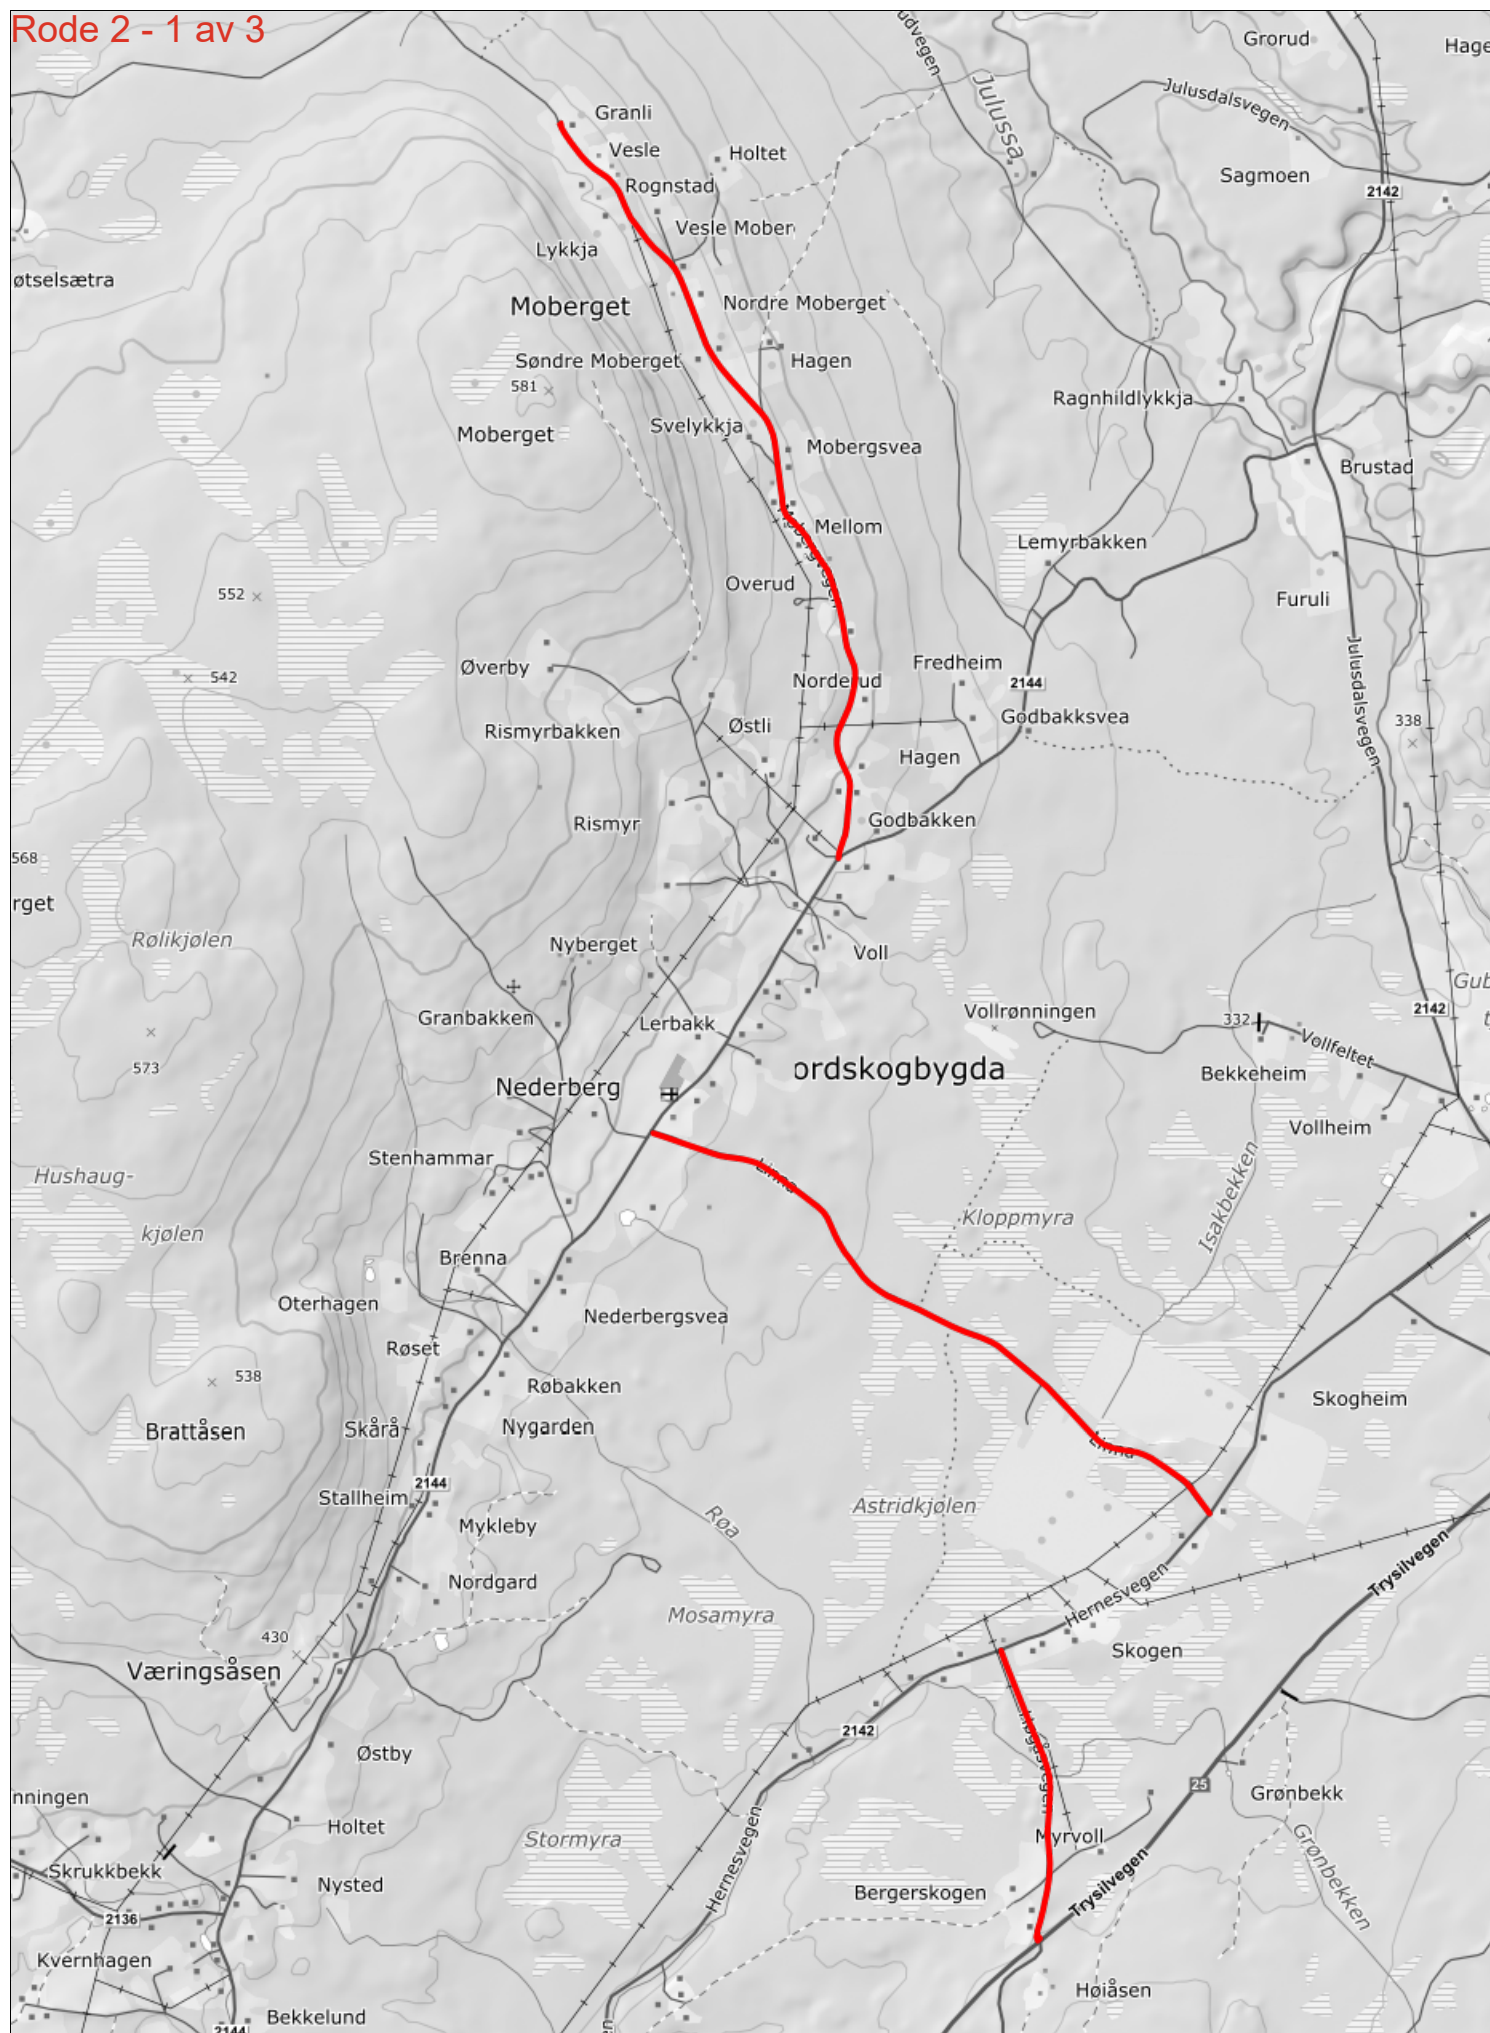 Rode 2 - 1 av 3
udvegen
Grorud
Hage
Julusdalsvegen
Julussa
Granli
Vesle
Holtet
Rognstad
Sagmoen
2142
Vesle Mober
Lykkja
øtselsætra
Moberget
Nordre Moberget
Søndre Moberget
Hagen
581
Ragnhildlykkja
Svelykkja
Moberget
Mobergsvea
Brustad
Mellom
Mobergvegen
Lemyrbakken
Overud
552
Furuli
Julusdalsvegen
Øverby
Fredheim
542
Norderud
2144
Rismyrbakken
Østli
Godbakksvea
338
Hagen
Rismyr
Godbakken
568
rget
Rølikjølen
Nyberget
Voll
Gub
Granbakken
Lerbakk
Vollrønningen
2142
332
Vollfeltet
573
Nederberg
ordskogbygda
Bekkeheim
Vollheim
Stenhammar
Linna
Hushaug-
kjølen
Kloppmyra
Isakbekken
Brenna
Oterhagen
Nederbergsvea
Røset
538
Røbakken
Skogheim
Brattåsen
Skårå
Nygarden
Linna
2144
Stallheim
Astridkjølen
Mykleby
Røa
Trysilvegen
Nordgard
Hernesvegen
Mosamyra
430
Skogen
Væringsåsen
2142
Østby
25
Grønbekk
nningen
Holtet
Stormyra
Hernesvegen
Myrvoll
Grønbekken
Skrukkbekk
Nysted
Bergerskogen
Trysilvegen
2136
Kvernhagen
Høiåsen
Bekkelund
2144